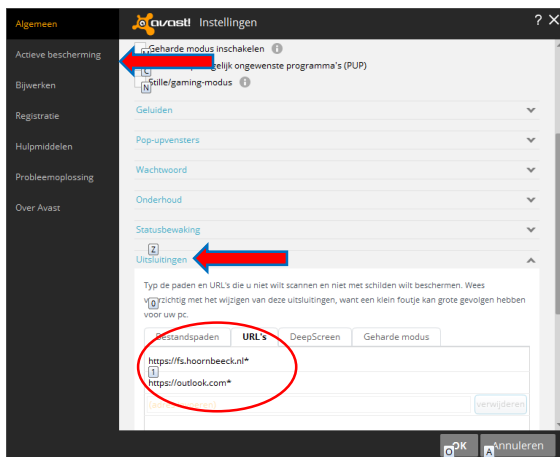 avast! Instellingen
? X
Algemeen
Actieve bescherming
Bijwerken
Registratie
Hulpmiddelen
Probleemoplossing
Over Avast
Geharde modus inschakelen
C
ongewenste programma's (PUP)
Stille/gaming-modus
N
Geluiden
Pop-upvensters
Wachtwoord
Onderhoud
Statusbewaking
Z
Uitsluitingen
Typ de paden en URL's die u niet wilt scannen en niet met schilden wilt beschermen. Wees
0
voorzichtig met het wijzigen van deze uitsluitingen, want een klein foutje kan grote gevolgen hebben
voor uw pc.
Bestandspaden URL's DeepScreen Geharde modus
https://fs.hoornbeeck.nl*
1
https://outlook.com*
verwijderen
O OK A Annuleren